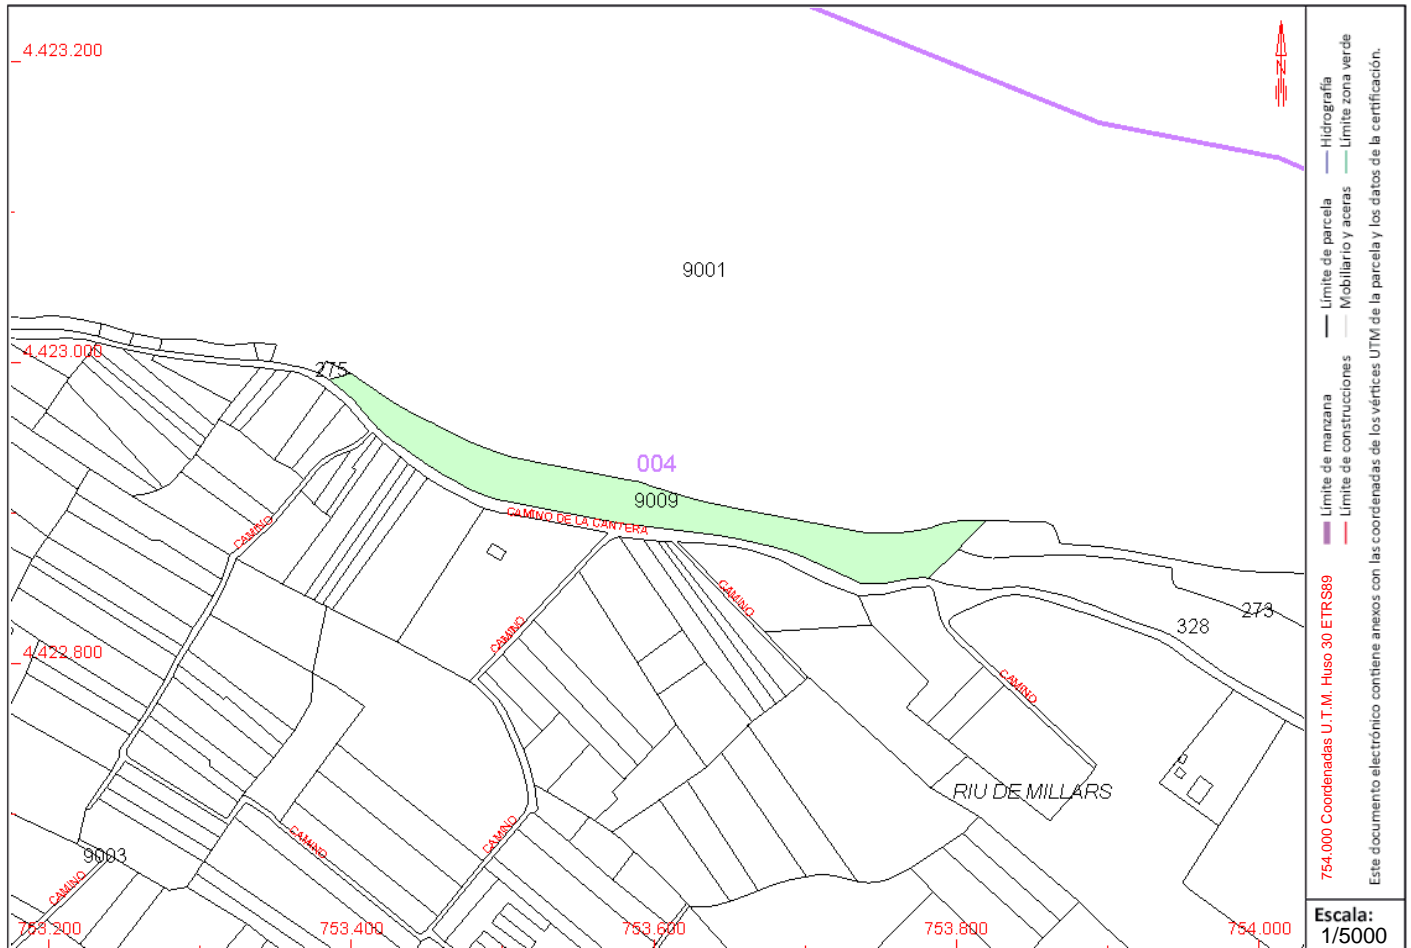 4.423.200
9001
4.423.000
275
004
9009
CAMINO DE LA CANTERA
CAMINO
CAMINO
CAMINO
273
328
4.422.800
CAMINO
RIU DE MILLARS
CAMINO
CAMINO
9003
CAMINO
753.200
753.400
753.600
753.800
754.000
N
754.000 Coordenadas U.T.M. Huso 30 ETRS89
Límite de manzana
Límite de parcela
Hidrografía
Límite de construcciones
Mobiliario y aceras
Límite zona verde
Este documento electrónico contiene anexos con las coordenadas de los vértices UTM de la parcela y los datos de la certificación.
Escala:
1/5000